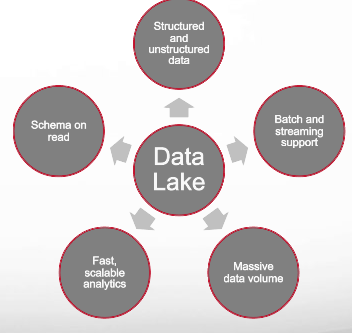 Structured
and
unstructured
data
Schema on
read
Batch and
streaming
support
Data
Lake
Fast,
scalable
analytics
Massive
data volume